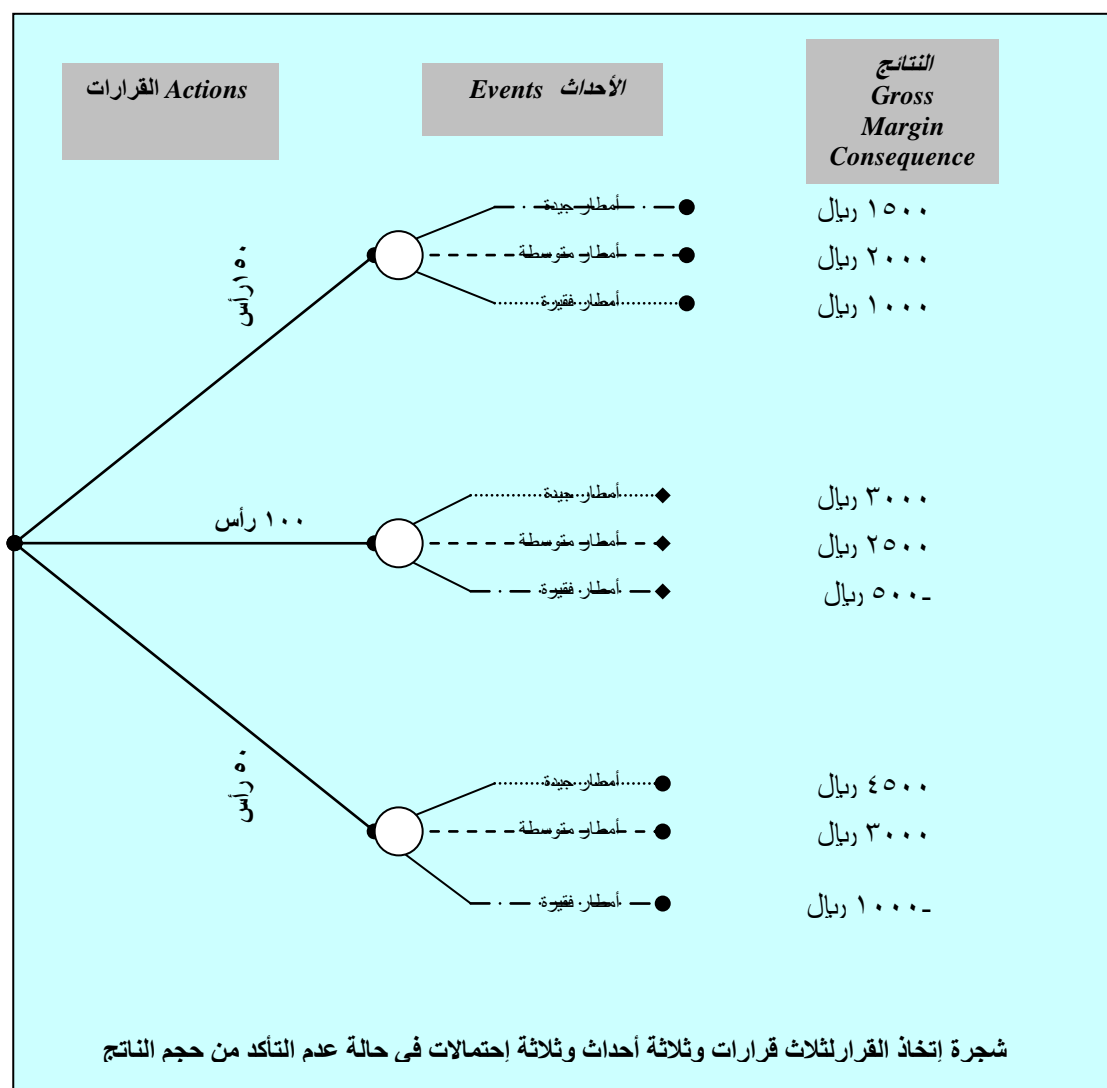 القرارات Actions
الأحداث Events
النتائج
Gross
Margin
Consequence
١٥٠ رأس
أمطار جيدة
١٥٠٠ ريال
أمطار متوسطة
٢٠٠٠ ريال
أمطار فقيرة
١٠٠٠ ريال
١٠٠ رأس
أمطار جيدة
٣٠٠٠ ريال
أمطار متوسطة
٢٥٠٠ ريال
أمطار فقيرة
-٥٠٠ ريال
٥٠ رأس
أمطار جيدة
٤٥٠٠ ريال
أمطار متوسطة
٣٠٠٠ ريال
أمطار فقيرة
-١٠٠٠ ريال
شجرة إتخاذ القرارلثلاث قرارات وثلاثة أحداث وثلاثة إحتمالات فى حالة عدم التأكد من حجم الناتج